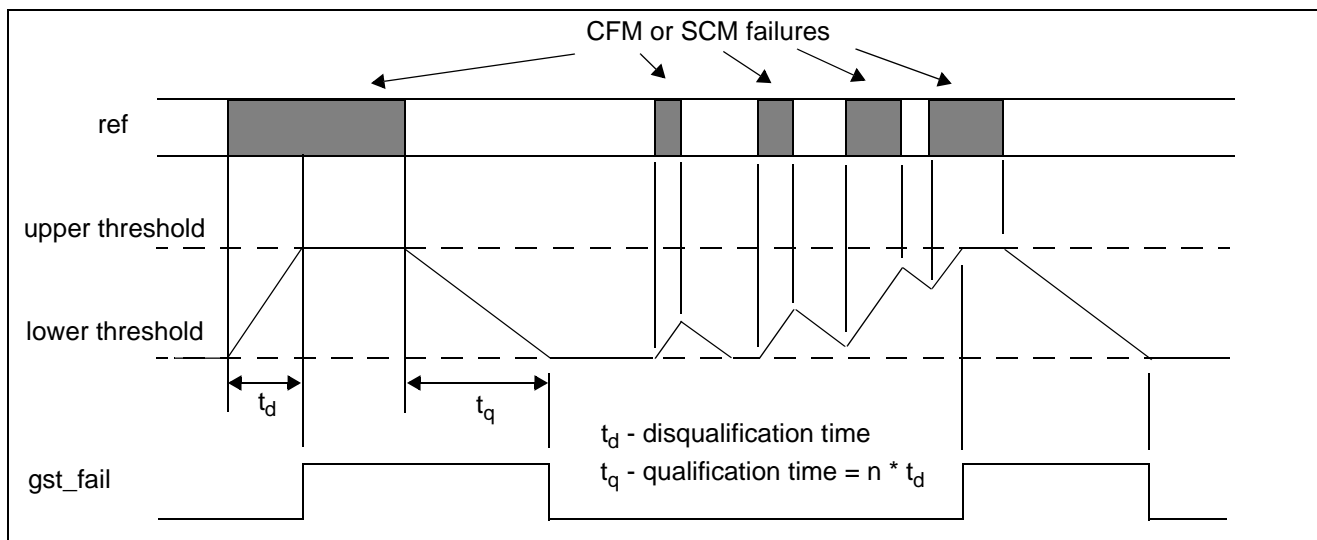 CFM or SCM failures
ref
upper threshold
lower threshold
td
tq
td - disqualification time
tq - qualification time = n * td
gst_fail